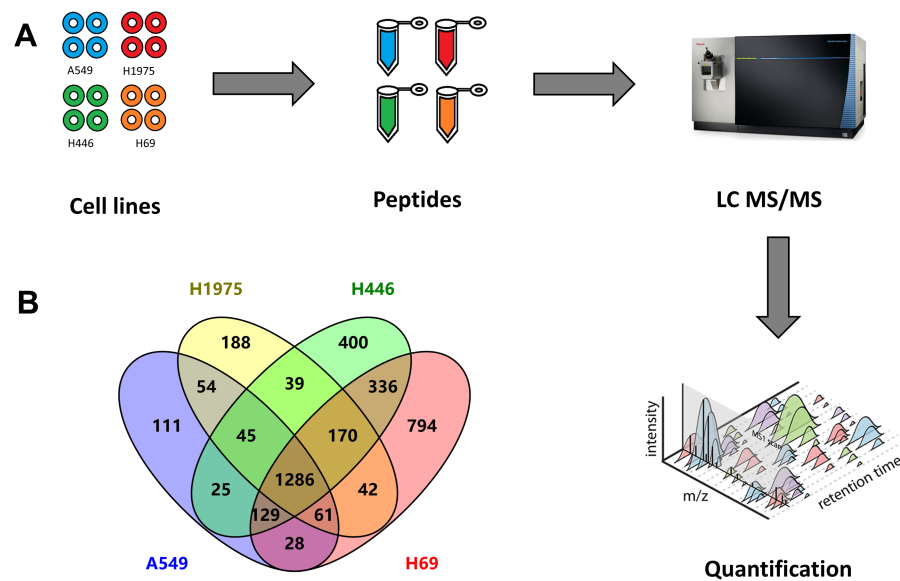 A
A549
H1975
H446
H69
Cell lines
Peptides
LC MS/MS
B
H1975
H446
188
400
54
39
336
111
45
170
794
1286
25
42
129
61
28
A549
H69
intensity
m/z
retention time
Quantification